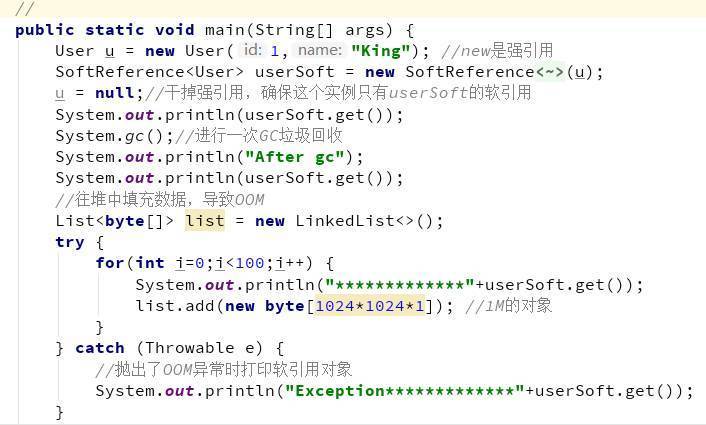 //
public static void main(String[] args) {
User u = new User( id: 1, name: "King"); //new是强引用
SoftReference<User> userSoft = new SoftReference<~>(u);
u = null;//干掉强引用，确保这个实例只有userSoft的软引用
System.out.println(userSoft.get());
System.gc();//进行一次GC垃圾回收
System.out.println("After gc");
System.out.println(userSoft.get());
//往堆中填充数据，导致OOM
List<byte[]> list = new LinkedList<>();
try {
for(int i=0;i<100;i++) {
System.out.println("*************"+userSoft.get());
list.add(new byte[1024*1024*1]); //1M的对象
}
} catch (Throwable e) {
//抛出了OOM异常时打印软引用对象
System.out.println("Exception*************"+userSoft.get());
}